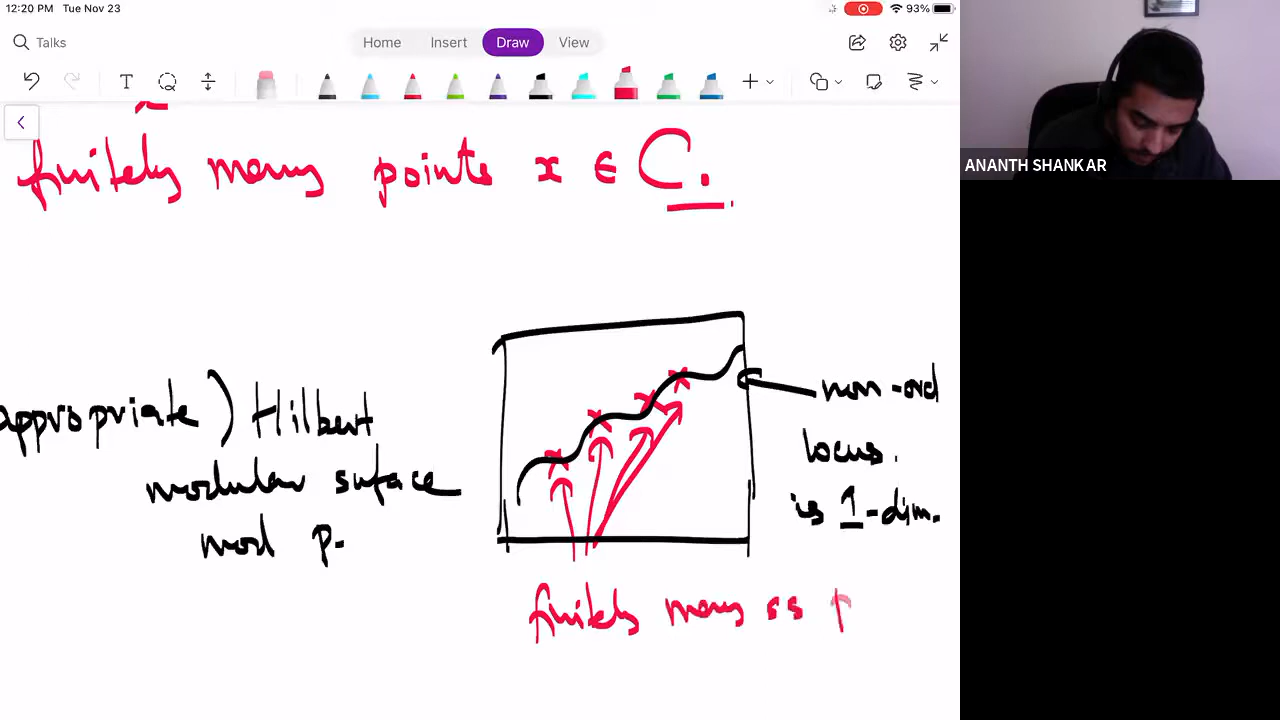 12:20 PM Tue Nov 23
93%
Talks
Home Insert Draw View
ANANTH SHANKAR
finitely many points x ∈ C.
appropriate) Hilbert
modular surface
mod p.
non-ord
locus.
is 1-dim.
finitely many ss p